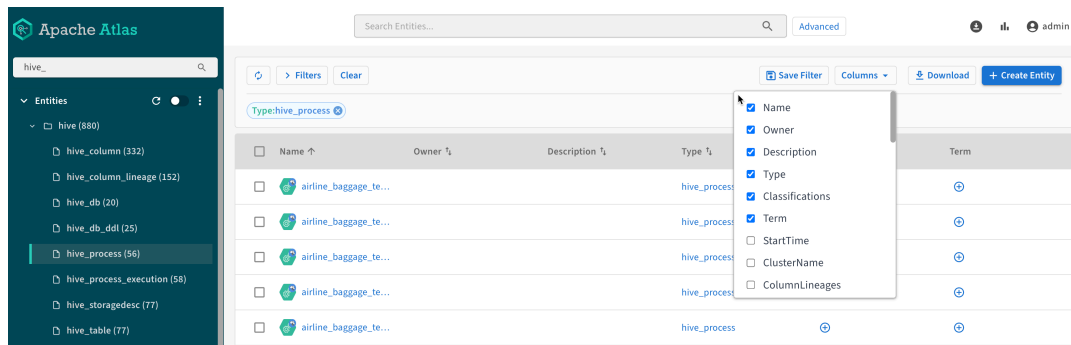 Apache Atlas
Search Entities...
Advanced
admin
hive_
Filters
Clear
Save Filter
Columns
Download
+ Create Entity
Type:hive_process
Entities
hive (880)
hive_column (332)
hive_column_lineage (152)
hive_db (20)
hive_db_ddl (25)
hive_process (56)
hive_process_execution (58)
hive_storagedesc (77)
hive_table (77)
Name
Owner
Description
Type
Term
airline_baggage_te...
hive_process
airline_baggage_te...
hive_process
airline_baggage_te...
hive_process
airline_baggage_te...
hive_process
airline_baggage_te...
hive_process
Name
Owner
Description
Type
Classifications
Term
StartTime
ClusterName
ColumnLineages